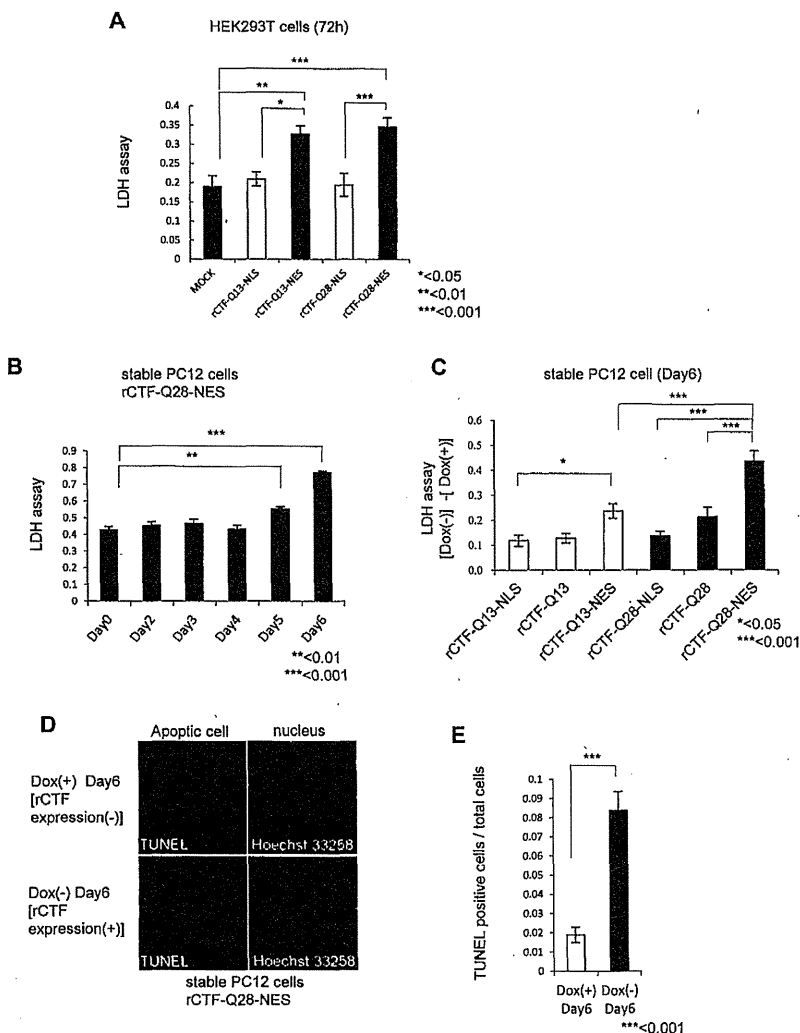 A
HEK293T cells (72h)
***
**
*
***
LDH assay
0.4
0.35
0.3
0.25
0.2
0.15
0.1
0.05
0
MOCK
rCTF-Q13-NLS
rCTF-Q13-NES
rCTF-Q28-NLS
rCTF-Q28-NES
*<0.05
**<0.01
***<0.001
B
stable PC12 cells
rCTF-Q28-NES
***
**
LDH assay
0.9
0.8
0.7
0.6
0.5
0.4
0.3
0.2
0.1
0
Day0
Day2
Day3
Day4
Day5
Day6
**<0.01
***<0.001
C
stable PC12 cell (Day6)
***
***
***
*
LDH assay
[Dox(-)] -[ Dox(+)]
0.6
0.5
0.4
0.3
0.2
0.1
0.0
rCTF-Q13-NLS
rCTF-Q13
rCTF-Q13-NES
rCTF-Q28-NLS
rCTF-Q28
rCTF-Q28-NES
*<0.05
***<0.001
D
Apoptic cell
nucleus
Dox(+) Day6
[rCTF
expression(-)]
TUNEL
Hoechst 33258
Dox(-) Day6
[rCTF
expression(+)]
TUNEL
Hoechst 33258
stable PC12 cells
rCTF-Q28-NES
E
***
TUNEL positive cells / total cells
0.1
0.09
0.08
0.07
0.06
0.05
0.04
0.03
0.02
0.01
0
Dox(+)
Day6
Dox(-)
Day6
***<0.001